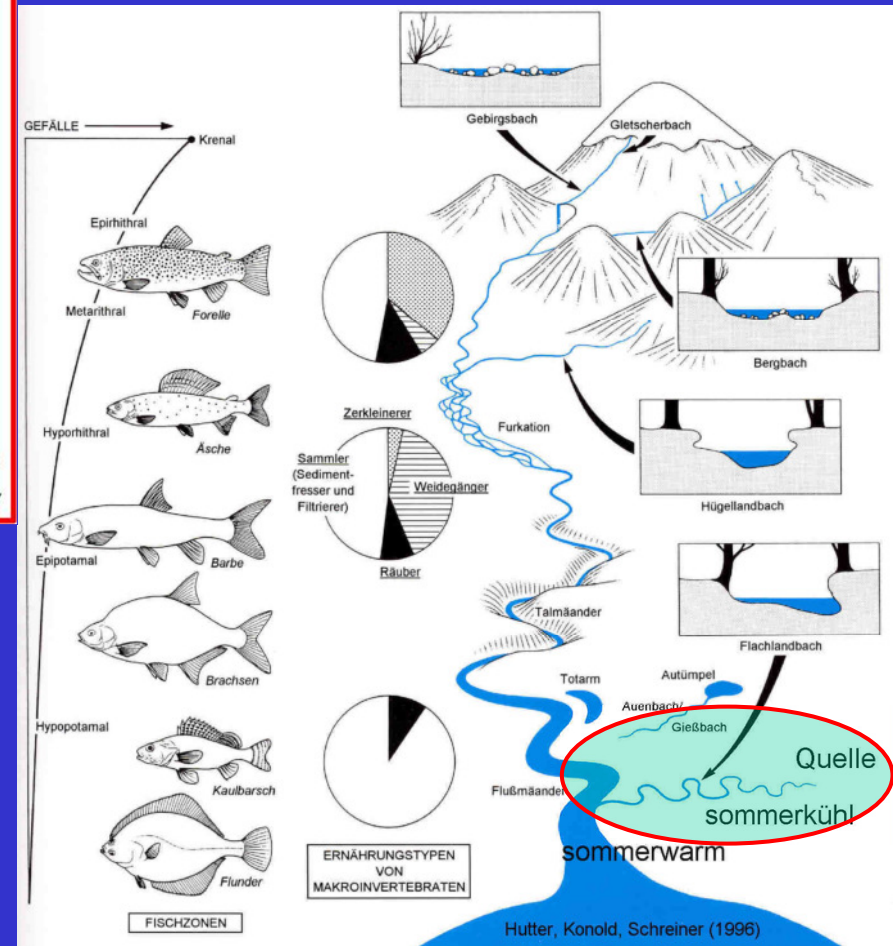 Gebirgsbach
Gletscherbach
GEFÄLLE
Krenal
Epirhithral
Metarithral
Forelle
Bergbach
Hyporhithral
Äsche
Zerkleinerer
Sammler
(Sediment-
fresser und
Filtrierer)
Weidegänger
Räuber
Furkation
Hügellandbach
Epipotamal
Barbe
Talmäander
Flachlandbach
Brachsen
Totarm
Autümpel
Auenbach/
Gießbach
Hypopotamal
Kaulbarsch
Flußmäander
Quelle
sommerkühl
sommerwarm
Flunder
ERNÄHRUNGSTYPEN
VON
MAKROINVERTEBRATEN
FISCHZONEN
Hutter, Konold, Schreiner (1996)